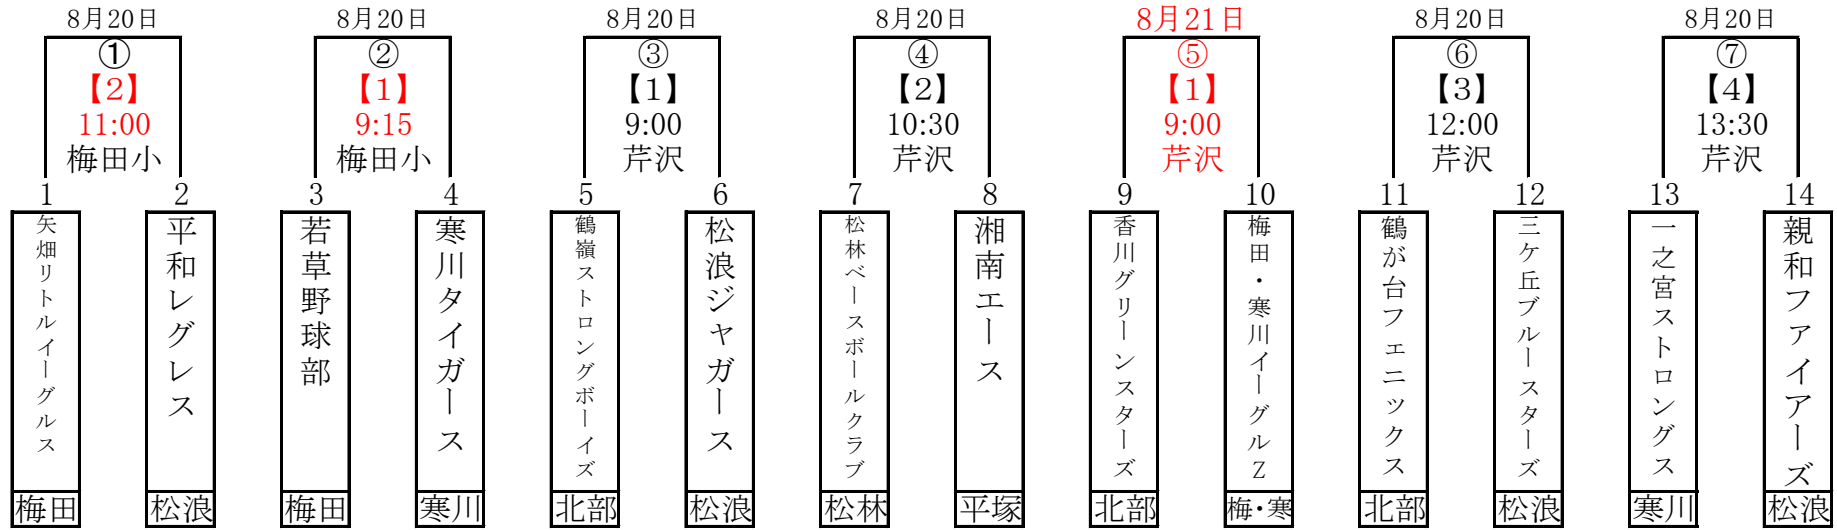 8月20日
①
【2】
11:00
梅田小
1
2
矢畑リトルイーグルス
平和レグレス
梅田
松浪
8月20日
②
【1】
9:15
梅田小
3
4
若草野球部
寒川タイガース
梅田
寒川
8月20日
③
【1】
9:00
芹沢
5
6
鶴嶺ストロングボーイズ
松浪ジャガース
北部
松浪
8月20日
④
【2】
10:30
芹沢
7
8
松林ベースボールクラブ
湘南エース
松林
平塚
8月21日
⑤
【1】
9:00
芹沢
9
10
香川グリーンスターズ
梅田・寒川イーグルZ
北部
梅・寒
8月20日
⑥
【3】
12:00
芹沢
11
12
鶴が台フェニックス
三ケ丘ブルースターズ
北部
松浪
8月20日
⑦
【4】
13:30
芹沢
13
14
一之宮ストロングス
親和ファイアーズ
寒川
松浪